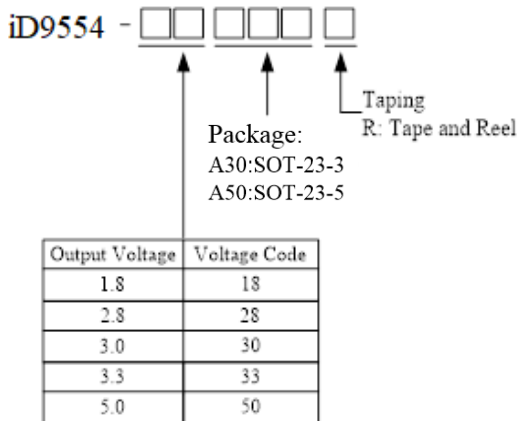 iD9554 -
Taping
R: Tape and Reel
Package:
A30:SOT-23-3
A50:SOT-23-5
Output Voltage Voltage Code
1.8 18
2.8 28
3.0 30
3.3 33
5.0 50